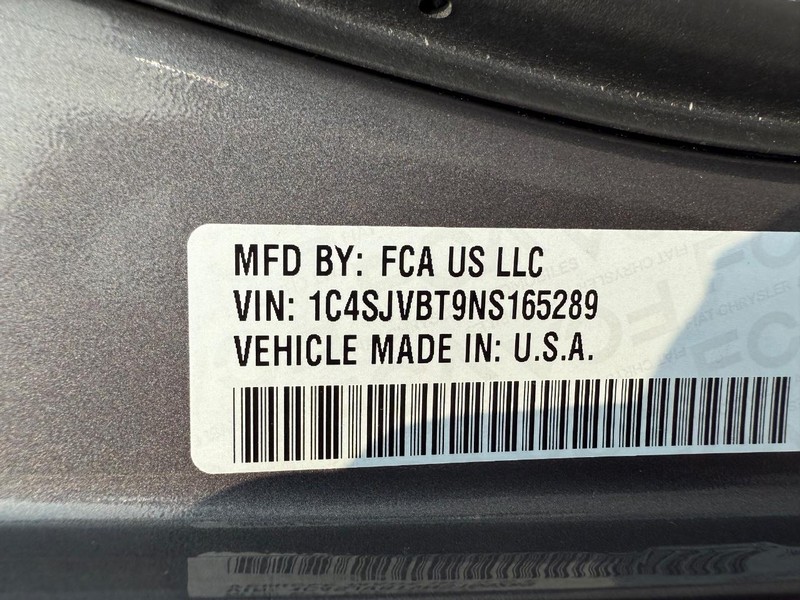 MFD BY: FCA US LLC
VIN: 1C4SJVBT9NS165289
VEHICLE MADE IN: U.S.A.